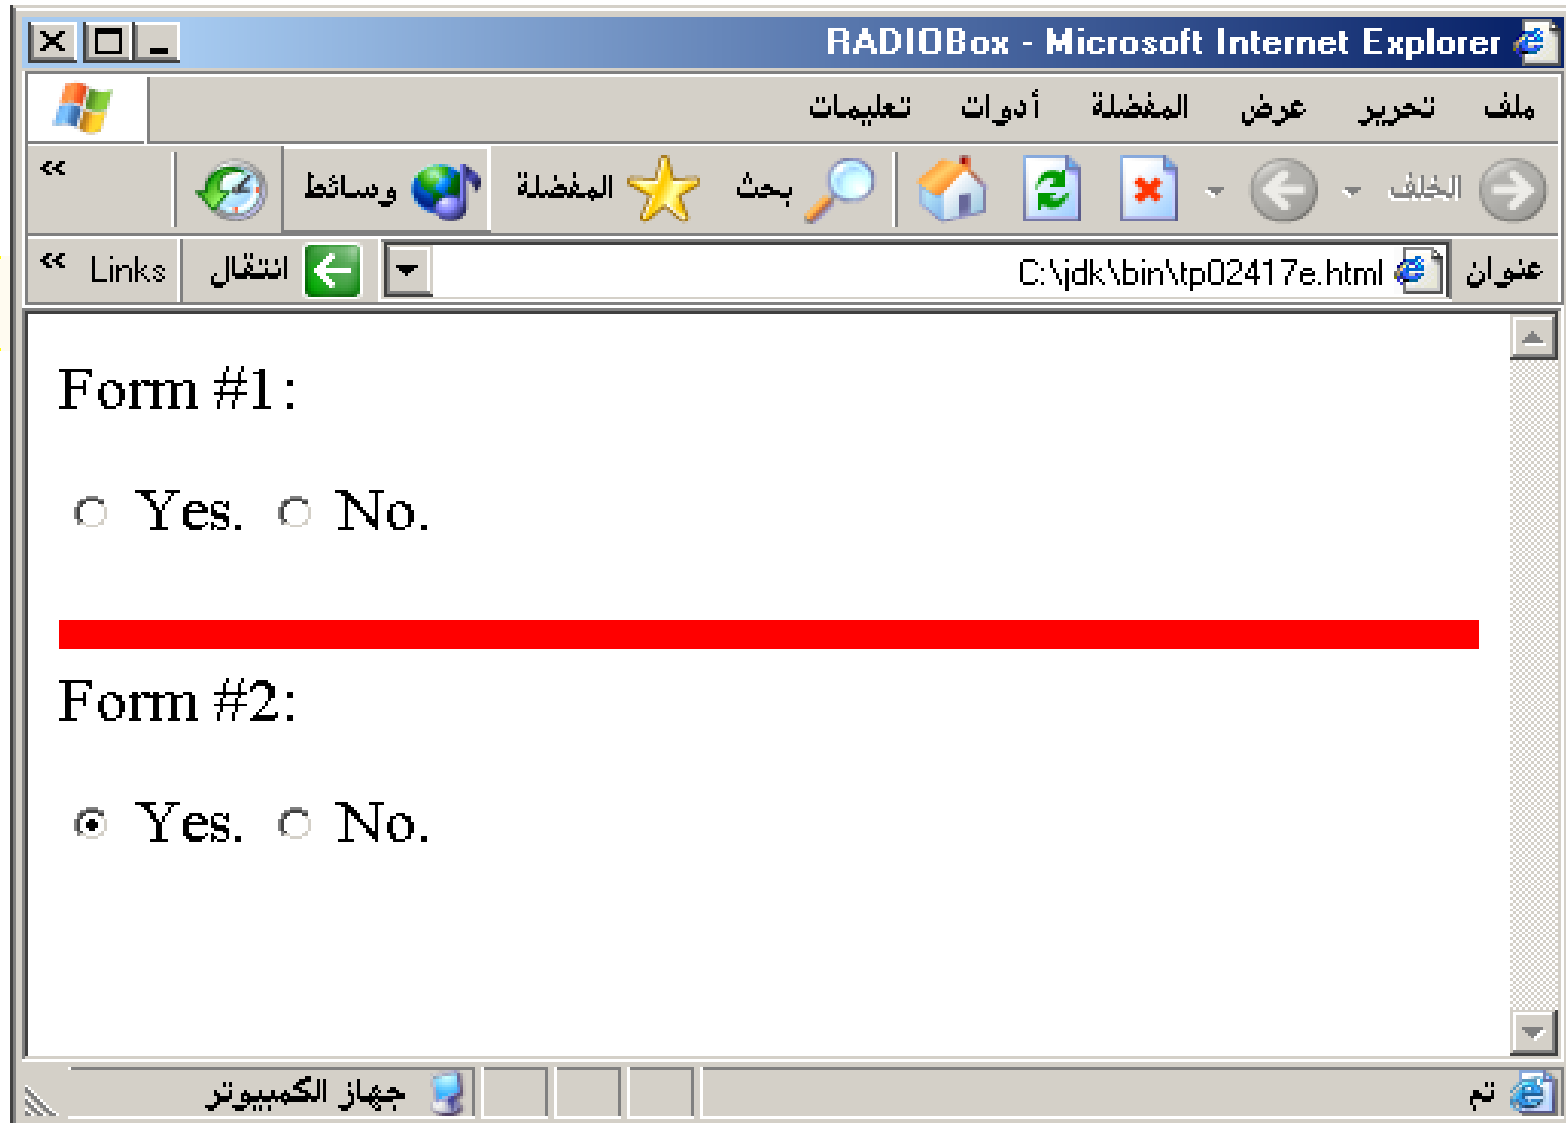 RADIOBox - Microsoft Internet Explorer
ملف تحرير عرض المفضلة أدوات تعليمات
الخلف بحث المفضلة وسائط »
عنوان C:\jdk\bin\tp02417e.html انتقال Links »
Form #1:
Yes. No.
Form #2:
Yes. No.
تم جهاز الكمبيوتر